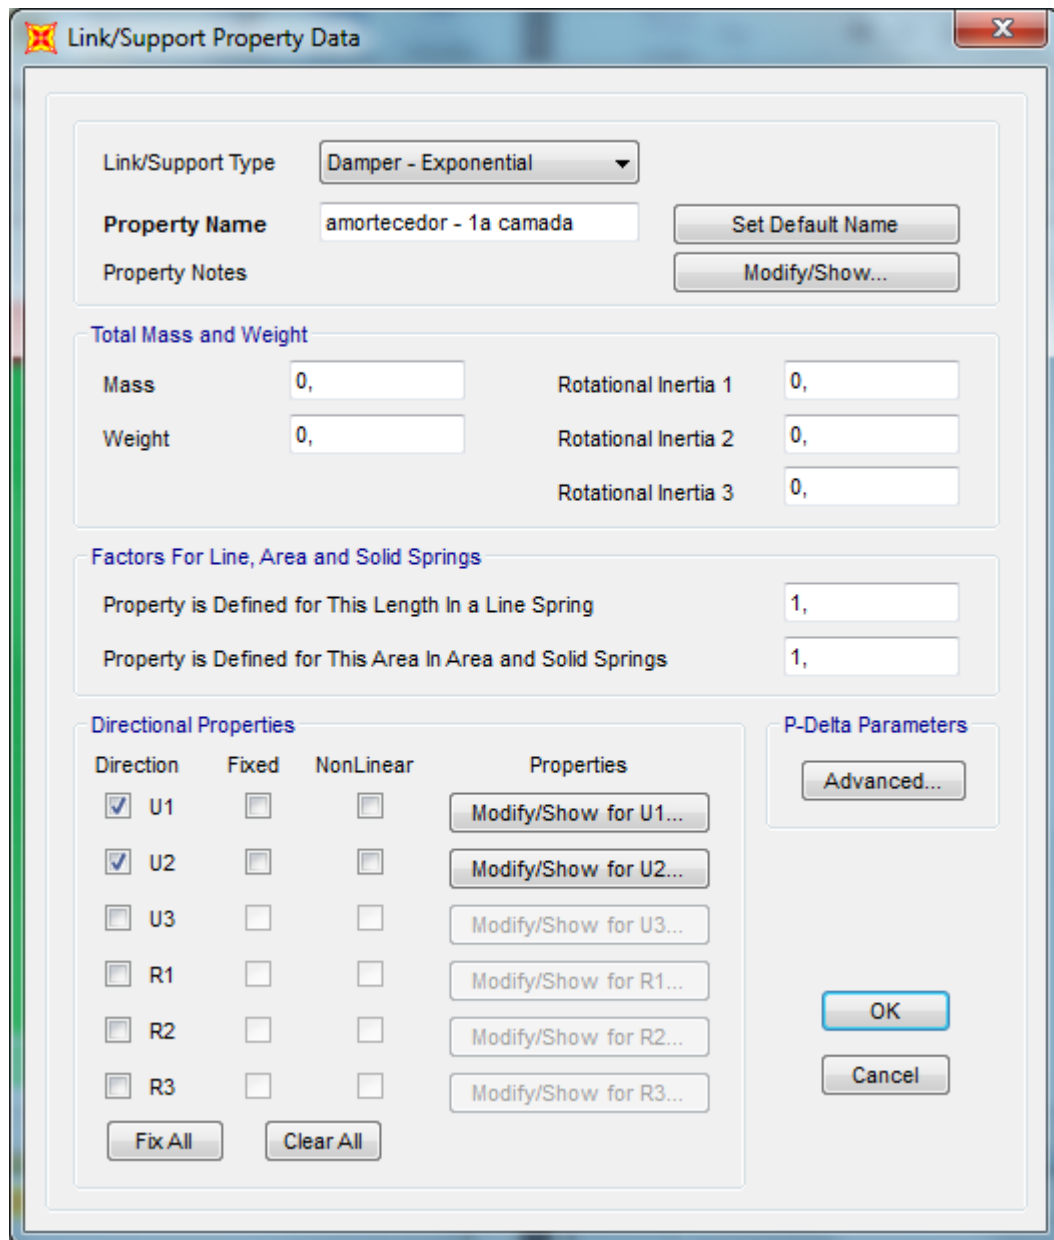 Link/Support Property Data
Link/Support Type Damper - Exponential
Property Name amortecedor - 1a camada Set Default Name
Property Notes Modify/Show...
Total Mass and Weight
Mass 0, Rotational Inertia 1 0,
Weight 0, Rotational Inertia 2 0,
Rotational Inertia 3 0,
Factors For Line, Area and Solid Springs
Property is Defined for This Length In a Line Spring 1,
Property is Defined for This Area In Area and Solid Springs 1,
Directional Properties P-Delta Parameters
Direction Fixed NonLinear Properties
Advanced...
U1 Modify/Show for U1...
U2 Modify/Show for U2...
U3 Modify/Show for U3...
R1 Modify/Show for R1...
R2 Modify/Show for R2...
OK
R3 Modify/Show for R3...
Cancel
Fix All Clear All